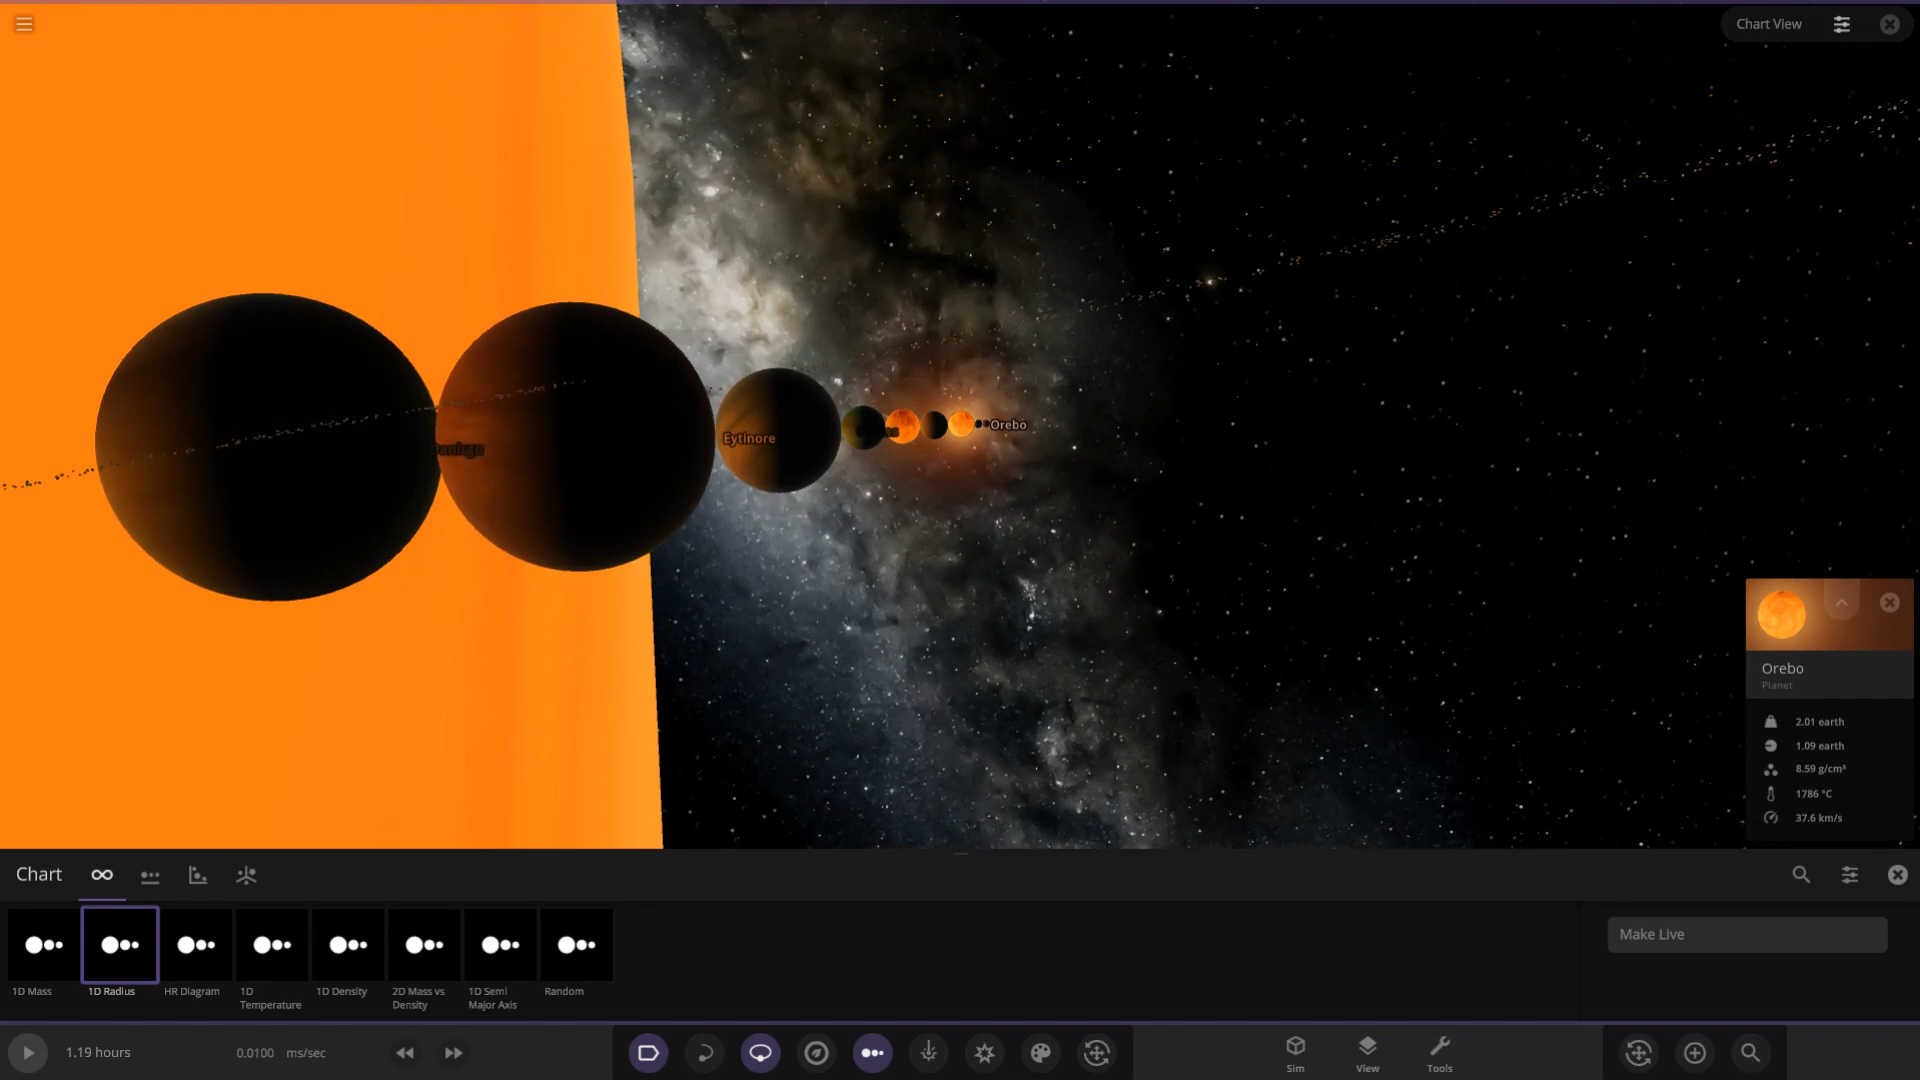 Chart View
Eytinore
Orebo
Orebo
Planet
2.01 earth
1.09 earth
8.59 g/cm³
1786 °C
37.6 km/s
Chart
Make Live
1D Mass
1D Radius
HR Diagram
1D
Temperature
1D Density
2D Mass vs
Density
1D Semi
Major Axis
Random
1.19 hours
0.0100 ms/sec
Sim
View
Tools